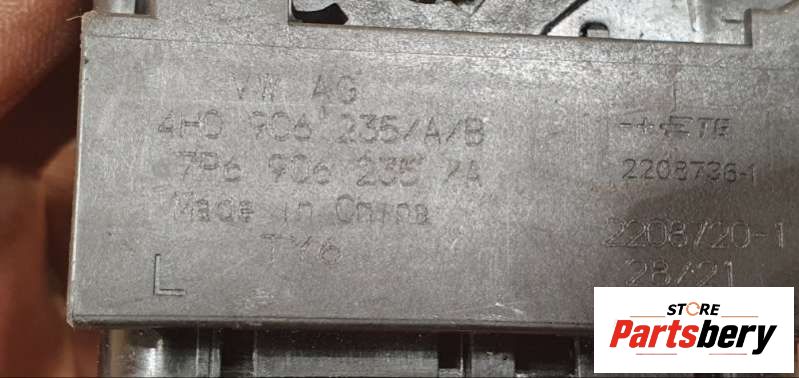 VW AG
4H0 906 235/A/B
7P6 906 235 /A
Made in China
L
TE
2208736-1
2208720-1
28/21
STORE
Partsbery